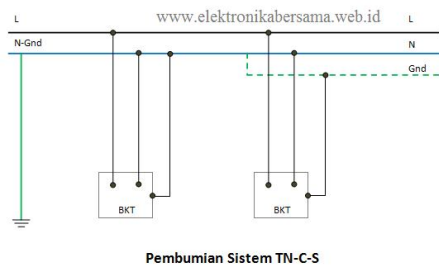 www.elektronikabersama.web.id
L L
N-Gnd N
Gnd
BKT BKT
Pembumian Sistem TN-C-S